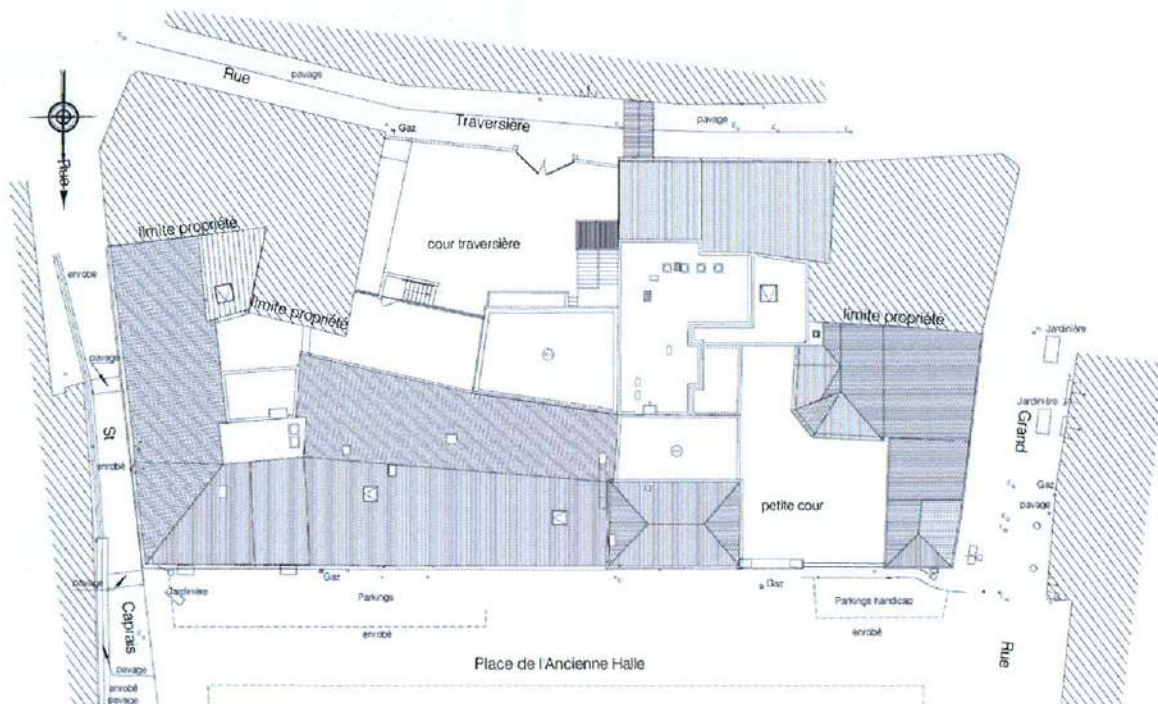 Rue
pavage
Traversière
Gaz
pavage
Rue
limite propriété
cour traversière
enrobé
limite propriété
limite propriété
Jardinière
pavage
Jardinière
St
Grand
enrobé
Gaz
pavage
petite cour
pavage
Gaz
Gaz
Jardinière
Parkings
Parkings handicap
Caprais
enrobé
enrobé
Rue
Place de l'Ancienne Halle
pavage
enrobé
pavage